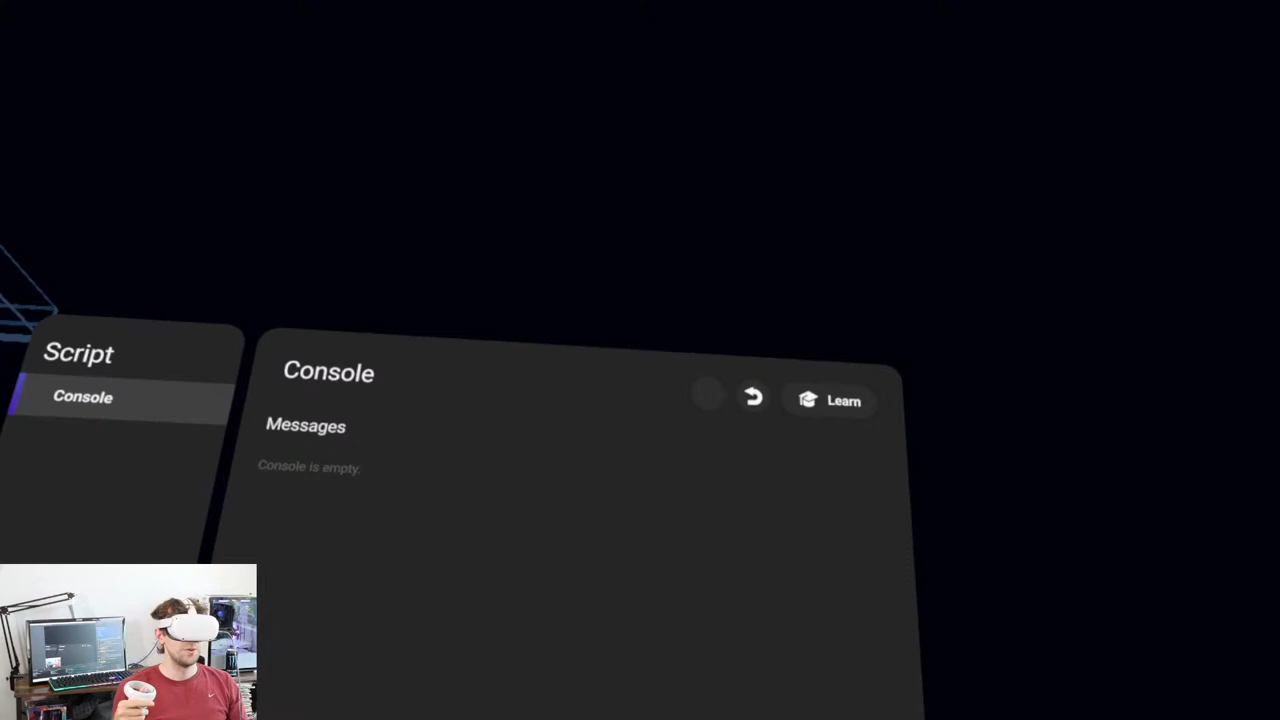 Script
Console
Console
Learn
Messages
Console is empty.